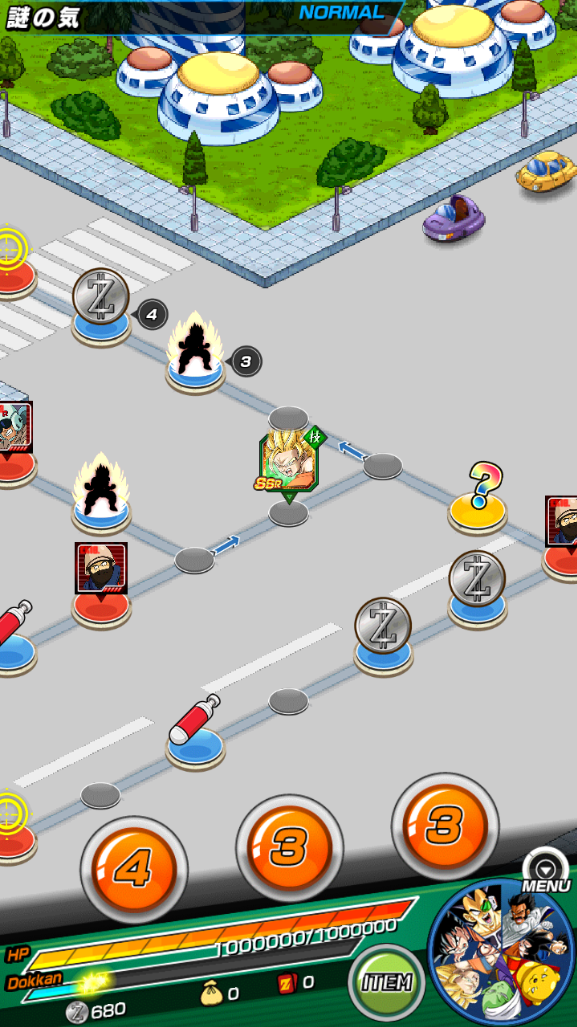 謎の気
NORMAL
Z
4
3
R
技
SSR
?
Z
Z
4
3
3
MENU
HP
1000000/1000000
Dokkan
Z 680
0
Z 0
ITEM